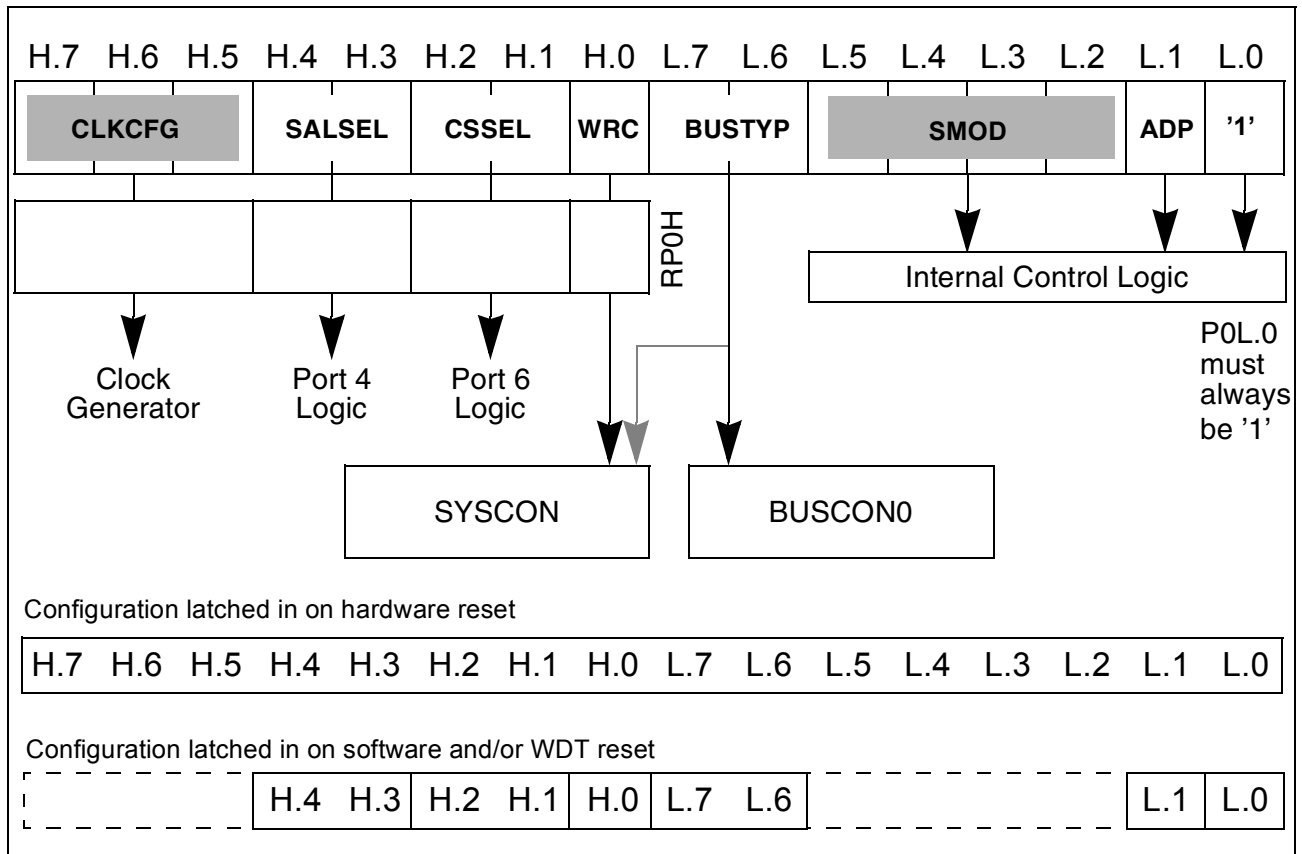 H.7 H.6 H.5 H.4 H.3 H.2 H.1 H.0 L.7 L.6 L.5 L.4 L.3 L.2 L.1 L.0
CLKCFG SALSEL CSSEL WRC BUSTYP SMOD ADP '1'
RP0H
Internal Control Logic
P0L.0
must
always
be '1'
Clock
Generator
Port 4
Logic
Port 6
Logic
SYSCON BUSCON0
Configuration latched in on hardware reset
H.7 H.6 H.5 H.4 H.3 H.2 H.1 H.0 L.7 L.6 L.5 L.4 L.3 L.2 L.1 L.0
Configuration latched in on software and/or WDT reset
H.4 H.3 H.2 H.1 H.0 L.7 L.6 L.1 L.0